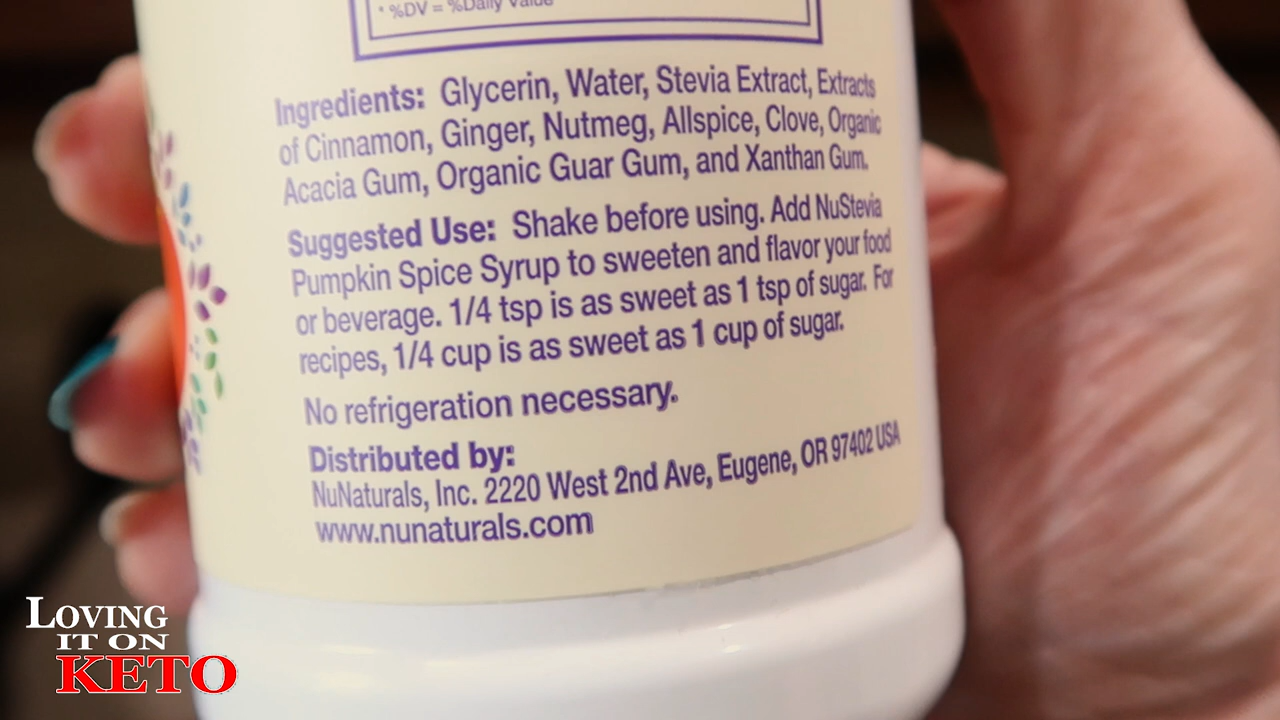 * %DV = %Daily Value
Ingredients: Glycerin, Water, Stevia Extract, Extracts
of Cinnamon, Ginger, Nutmeg, Allspice, Clove, Organic
Acacia Gum, Organic Guar Gum, and Xanthan Gum.
Suggested Use: Shake before using. Add NuStevia
Pumpkin Spice Syrup to sweeten and flavor your food
or beverage. 1/4 tsp is as sweet as 1 tsp of sugar. For
recipes, 1/4 cup is as sweet as 1 cup of sugar.
No refrigeration necessary.
Distributed by:
NuNaturals, Inc. 2220 West 2nd Ave, Eugene, OR 97402 USA
www.nunaturals.com
LOVING
IT ON
KETO